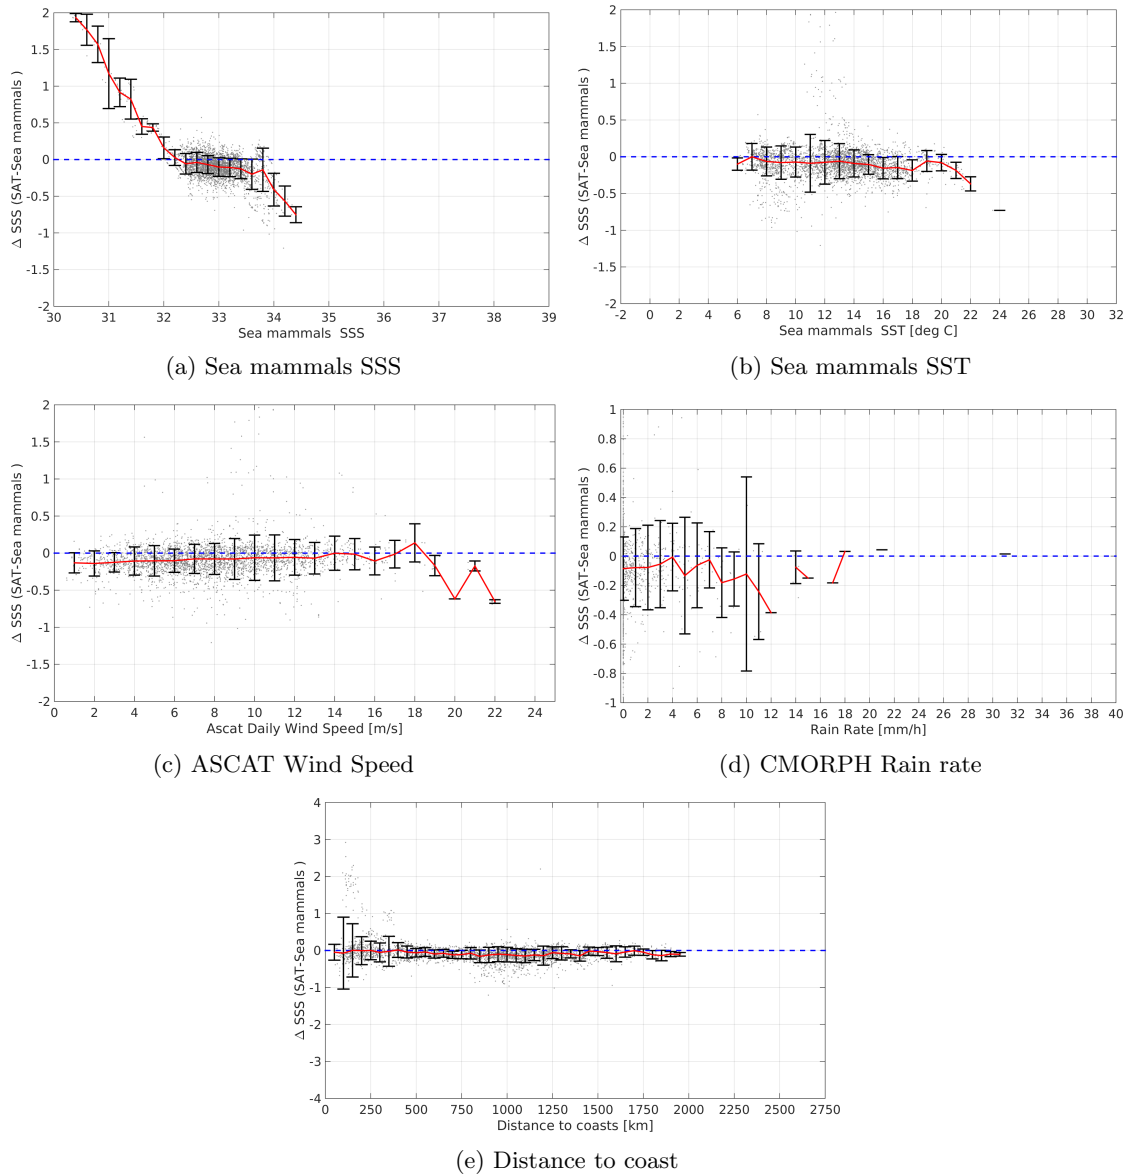 2
1.5
1
0.5
0
-0.5
-1
-1.5
-2
Δ SSS (SAT-Sea mammals )
30 31 32 33 34 35 36 37 38 39
Sea mammals SSS
(a) Sea mammals SSS
2
1.5
1
0.5
0
-0.5
-1
-1.5
-2
Δ SSS (SAT-Sea mammals )
-2 0 2 4 6 8 10 12 14 16 18 20 22 24 26 28 30 32
Sea mammals SST [deg C]
(b) Sea mammals SST
2
1.5
1
0.5
0
-0.5
-1
-1.5
-2
Δ SSS (SAT-Sea mammals )
0 2 4 6 8 10 12 14 16 18 20 22 24
Ascat Daily Wind Speed [m/s]
(c) ASCAT Wind Speed
1
0.8
0.6
0.4
0.2
0
-0.2
-0.4
-0.6
-0.8
-1
Δ SSS (SAT-Sea mammals )
0 2 4 6 8 10 12 14 16 18 20 22 24 26 28 30 32 34 36 38 40
Rain Rate [mm/h]
(d) CMORPH Rain rate
4
3
2
1
0
-1
-2
-3
-4
Δ SSS (SAT-Sea mammals )
0 250 500 750 1000 1250 1500 1750 2000 2250 2500 2750
Distance to coasts [km]
(e) Distance to coast